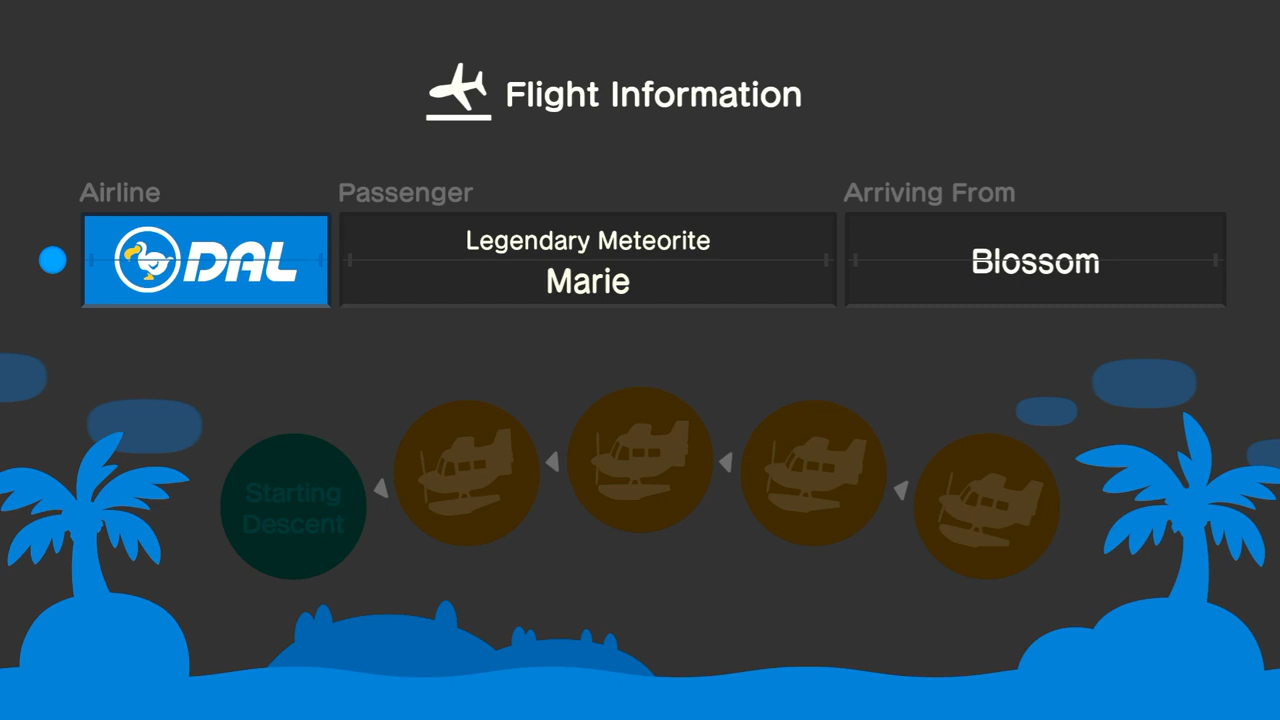 Flight Information
Airline
Passenger
Arriving From
DAL
Legendary Meteorite
Marie
Blossom
Starting
Descent